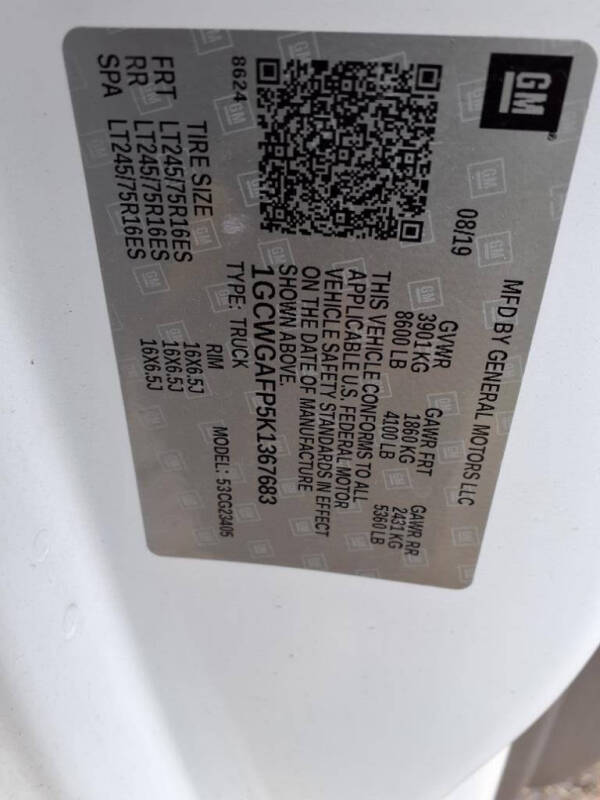 GM
MFD BY GENERAL MOTORS LLC
08/19
GVWR GAWR FRT GAWR RR
3901 KG 1860 KG 2431 KG
8600 LB 4100 LB 5360 LB
THIS VEHICLE CONFORMS TO ALL
APPLICABLE U.S. FEDERAL MOTOR
VEHICLE SAFETY STANDARDS IN EFFECT
ON THE DATE OF MANUFACTURE
SHOWN ABOVE.
1GCWGAFP5K1367683
8624 TYPE: TRUCK MODEL: 53CG23405
TIRE SIZE RIM
FRT LT245/75R16ES 16X6.5J
RR LT245/75R16ES 16X6.5J
SPA LT245/75R16ES 16X6.5J